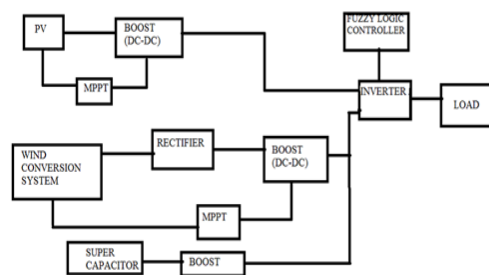 FUZZY LOGIC
CONTROLLER
PV
BOOST
(DC-DC)
MPPT
INVERTER
LOAD
RECTIFIER
BOOST
(DC-DC)
WIND
CONVERSION
SYSTEM
MPPT
SUPER
CAPACITOR
BOOST